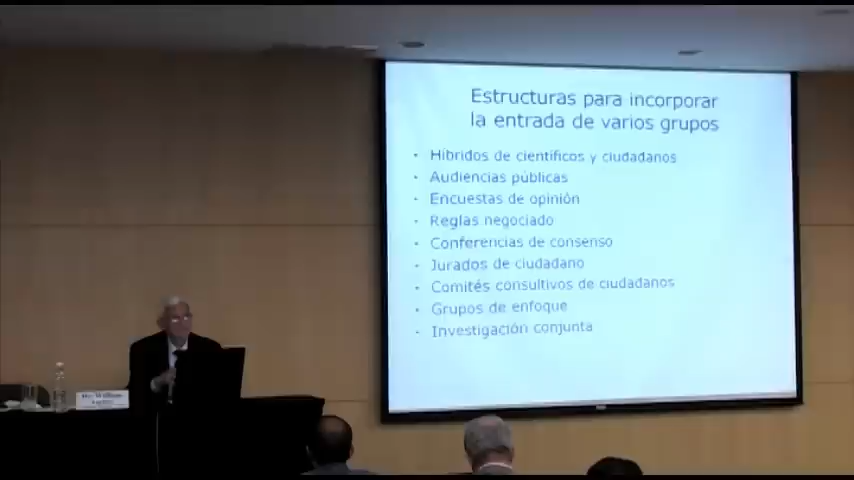 Estructuras para incorporar
la entrada de varios grupos
· Híbridos de científicos y ciudadanos
· Audiencias públicas
· Encuestas de opinión
· Reglas negociado
· Conferencias de consenso
· Jurados de ciudadano
· Comités consultivos de ciudadanos
· Grupos de enfoque
· Investigación conjunta
William